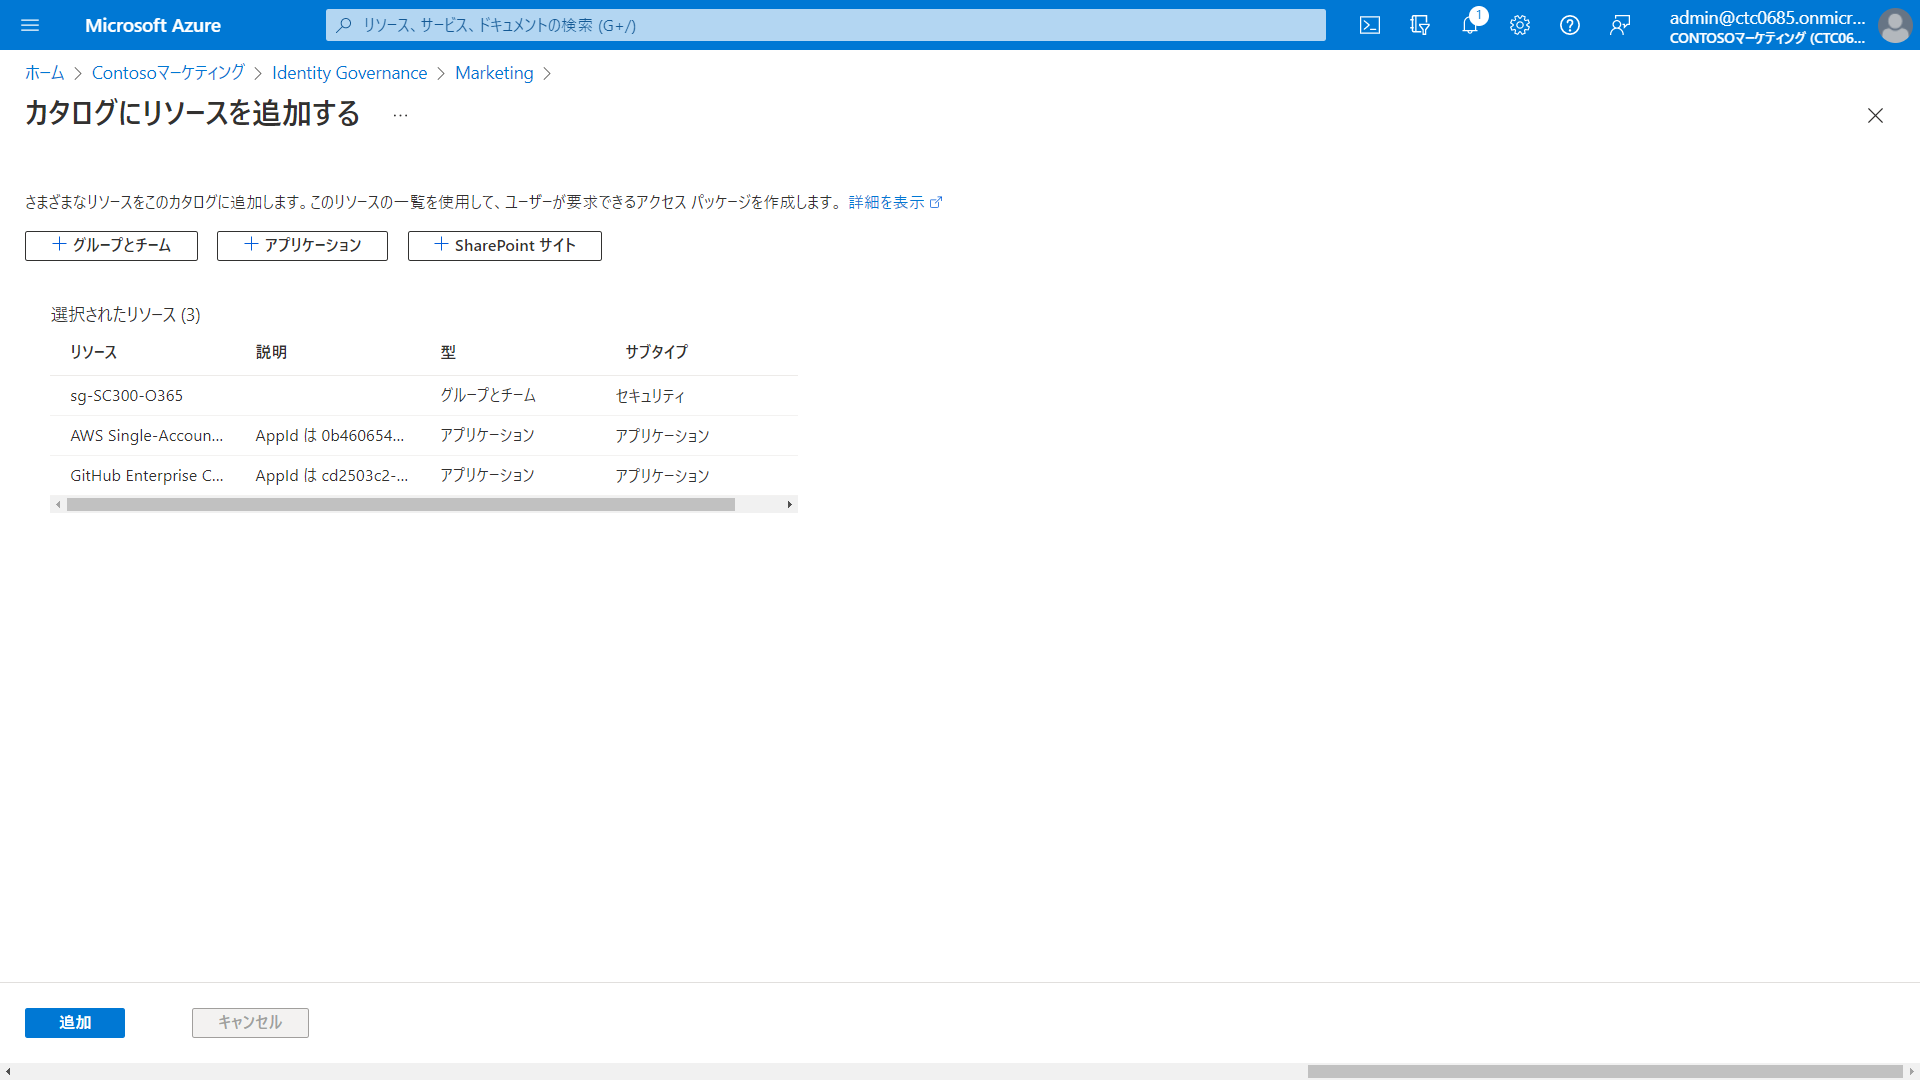 Microsoft Azure
リソース、サービス、ドキュメントの検索 (G+/)
1
admin@ctc0685.onmicr...
CONTOSOマーケティング (CTC06...
ホーム > Contosoマーケティング > Identity Governance > Marketing >
カタログにリソースを追加する ...
さまざまなリソースをこのカタログに追加します。このリソースの一覧を使用して、ユーザーが要求できるアクセス パッケージを作成します。 詳細を表示
+ グループとチーム + アプリケーション + SharePoint サイト
選択されたリソース (3)
リソース 説明 型 サブタイプ
sg-SC300-O365 グループとチーム セキュリティ
AWS Single-Accoun... AppId は 0b460654... アプリケーション アプリケーション
GitHub Enterprise C... AppId は cd2503c2-... アプリケーション アプリケーション
追加 キャンセル